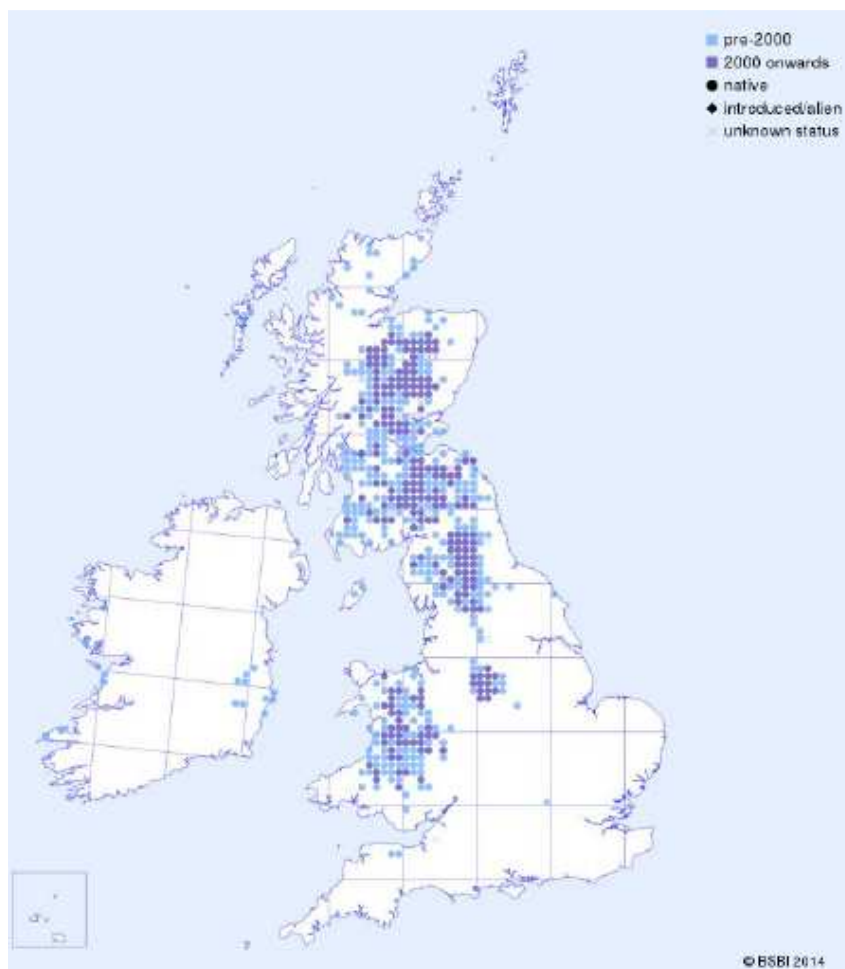 pre-2000
2000 onwards
native
introduced/alien
unknown status
© BSBI 2014